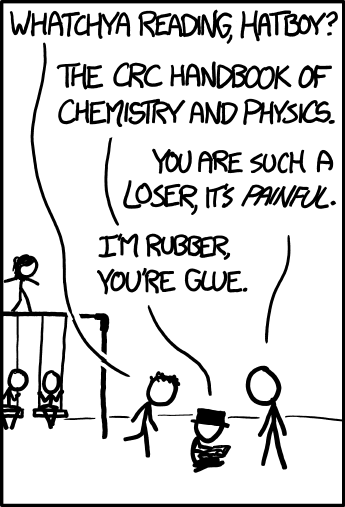 WHATCHYA READING, HATBOY?
THE CRC HANDBOOK OF
CHEMISTRY AND PHYSICS.
YOU ARE SUCH A
LOSER, IT'S PAINFUL.
I'M RUBBER,
YOU'RE GLUE.